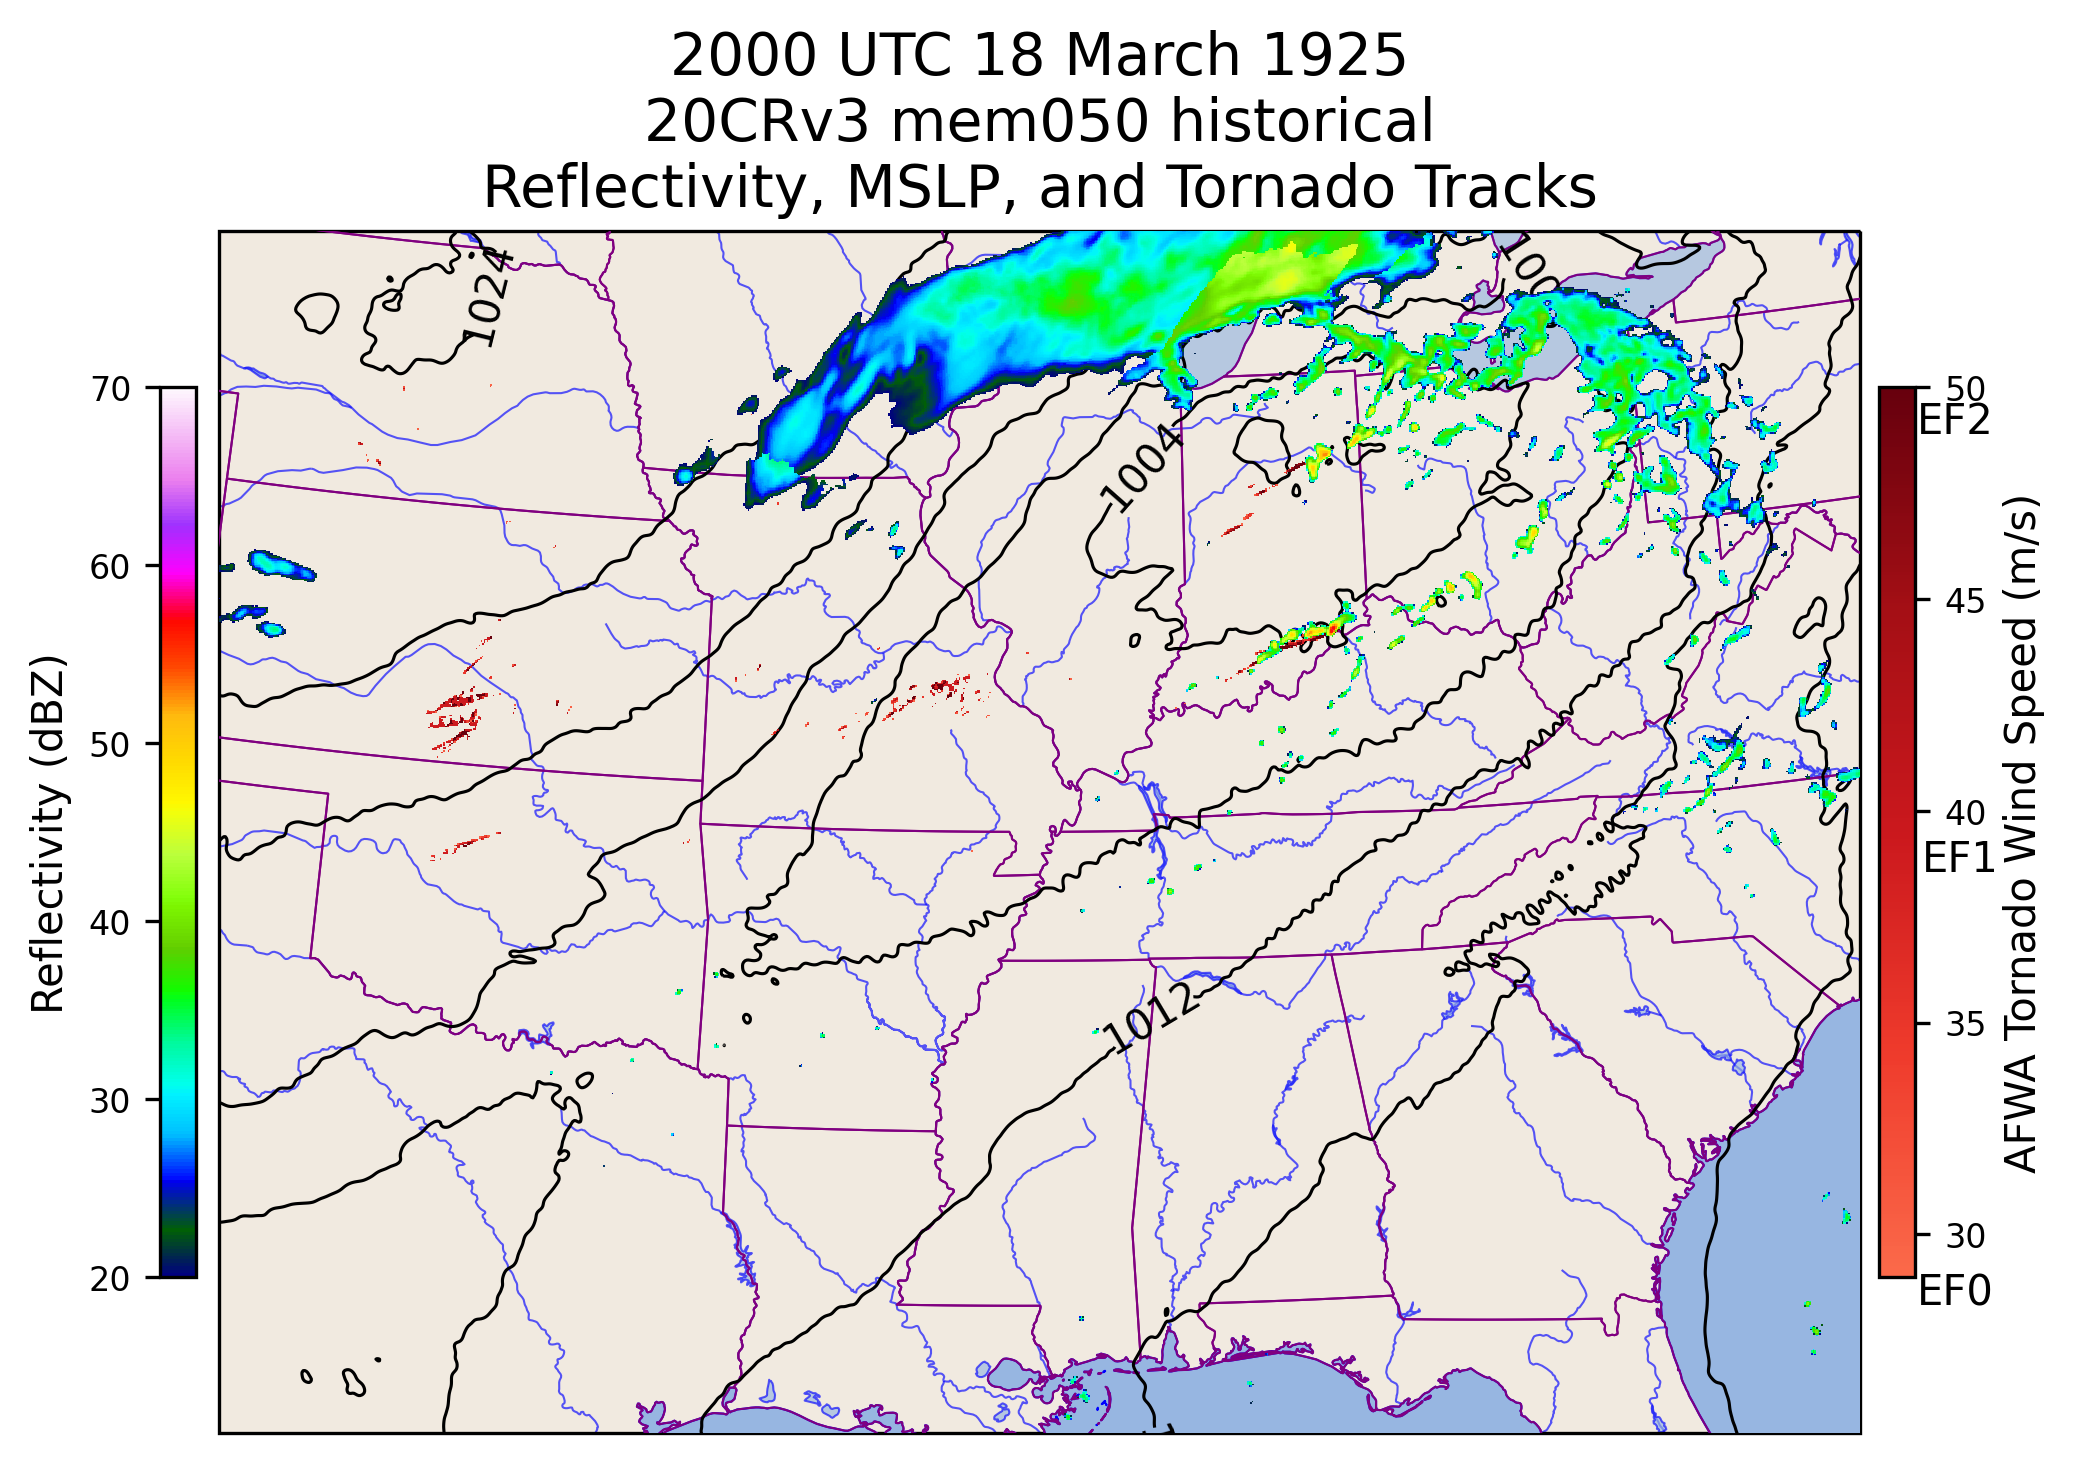 2000 UTC 18 March 1925
20CRv3 mem050 historical
Reflectivity, MSLP, and Tornado Tracks
1024
100
1004
1012
70
60
50
40
30
20
Reflectivity (dBZ)
50
EF2
45
40
EF1
35
30
EF0
AFWA Tornado Wind Speed (m/s)